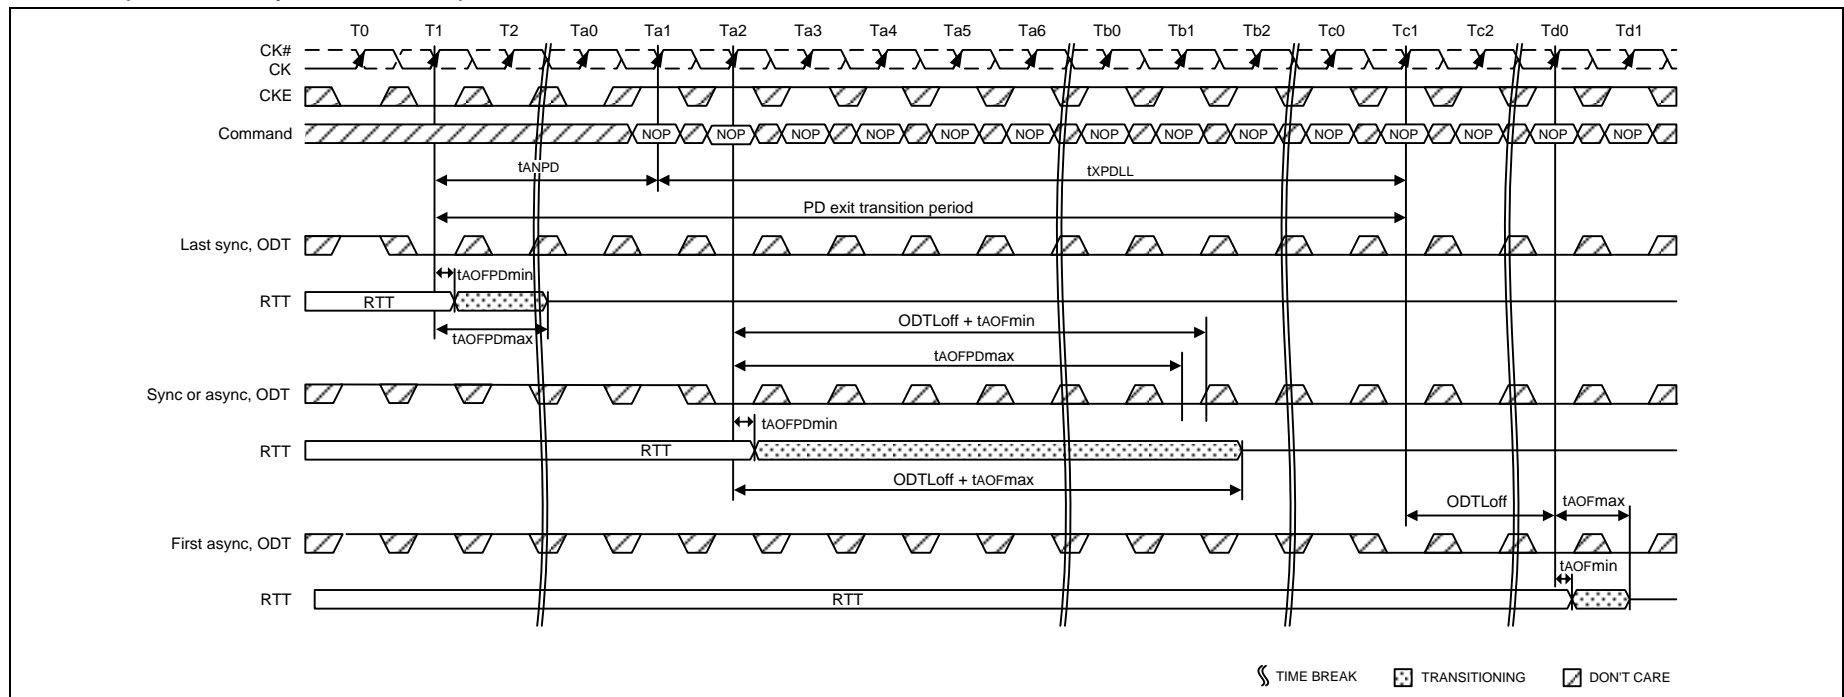 T0 T1 T2 Ta0 Ta1 Ta2 Ta3 Ta4 Ta5 Ta6 Tb0 Tb1 Tb2 Tc0 Tc1 Tc2 Td0 Td1
CK#
CK
CKE
Command NOP NOP NOP NOP NOP NOP NOP NOP NOP NOP NOP NOP NOP NOP
tANPD tXPDLL
PD exit transition period
Last sync, ODT
tAOFPDmin
RTT RTT
tAOFPDmax
ODTLoff + tAOFmin
tAOFPDmax
Sync or async, ODT
tAOFPDmin
RTT RTT
ODTLoff + tAOFmax
ODTLoff tAOFmax
First async, ODT
tAOFmin
RTT RTT
TIME BREAK TRANSITIONING DON'T CARE